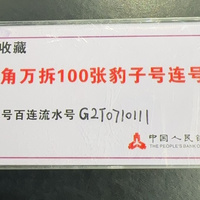 收藏
角万拆100张豹子号连号
号百连流水号 G2T0710111
中国人民
THE PEOPLE'S BANK OF